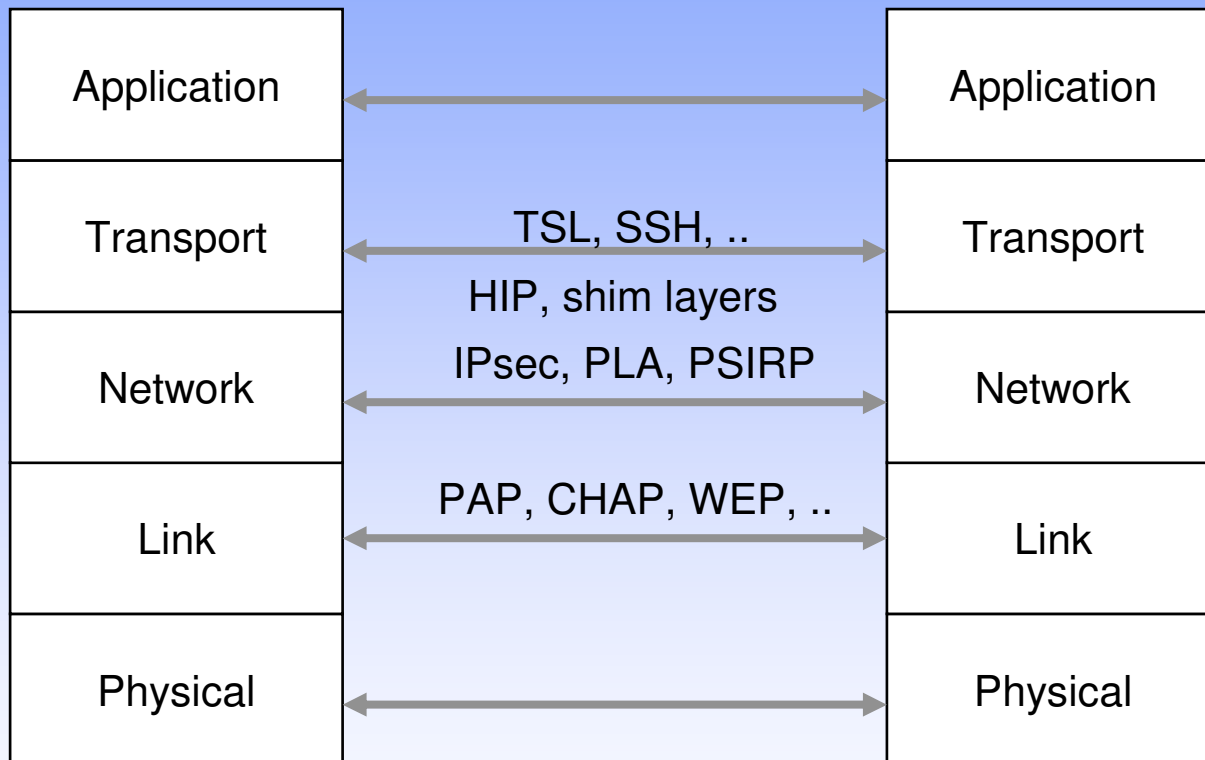 Application
Application
Transport
TSL, SSH, ..
Transport
HIP, shim layers
IPsec, PLA, PSIRP
Network
Network
PAP, CHAP, WEP, ..
Link
Link
Physical
Physical